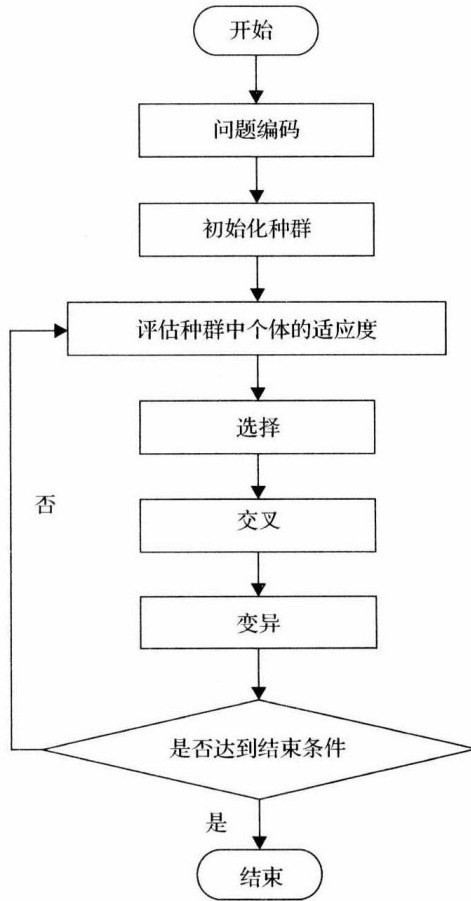 开始
问题编码
初始化种群
评估种群中个体的适应度
选择
否
交叉
变异
是否达到结束条件
是
结束